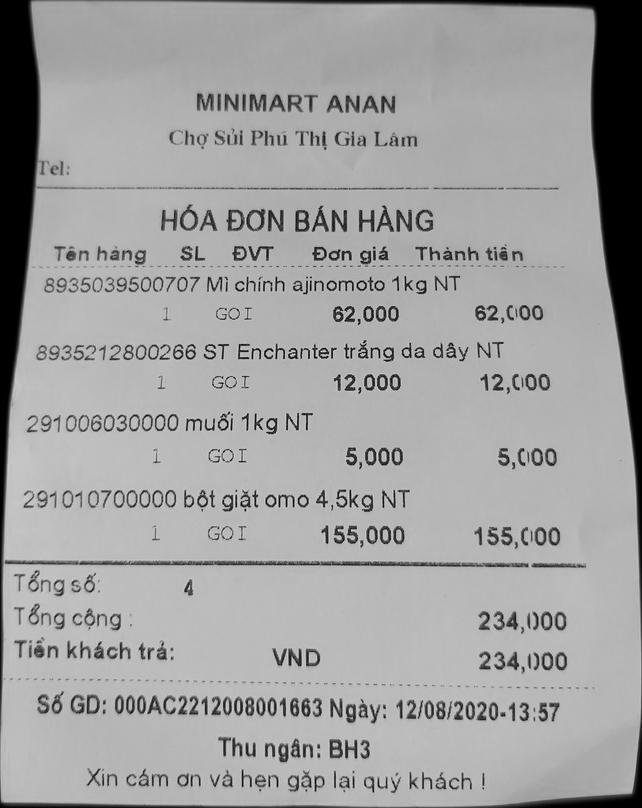 MINIMART ANAN
Chợ Sủi Phú Thị Gia Lâm
Tel:
HÓA ĐƠN BÁN HÀNG
Tên hàng SL ĐVT Đơn giá Thành tiền
8935039500707 Mì chính ajinomoto 1kg NT
1 GOI 62,000 62,000
8935212800266 ST Enchanter trắng da dây NT
1 GOI 12,000 12,000
291006030000 muối 1kg NT
1 GOI 5,000 5,000
291010700000 bột giặt omo 4,5kg NT
1 GOI 155,000 155,000
Tổng số: 4
Tổng cộng : 234,000
Tiền khách trả: VND 234,000
Số GD: 000AC2212008001663 Ngày: 12/08/2020-13:57
Thu ngân: BH3
Xin cám ơn và hẹn gặp lại quý khách !